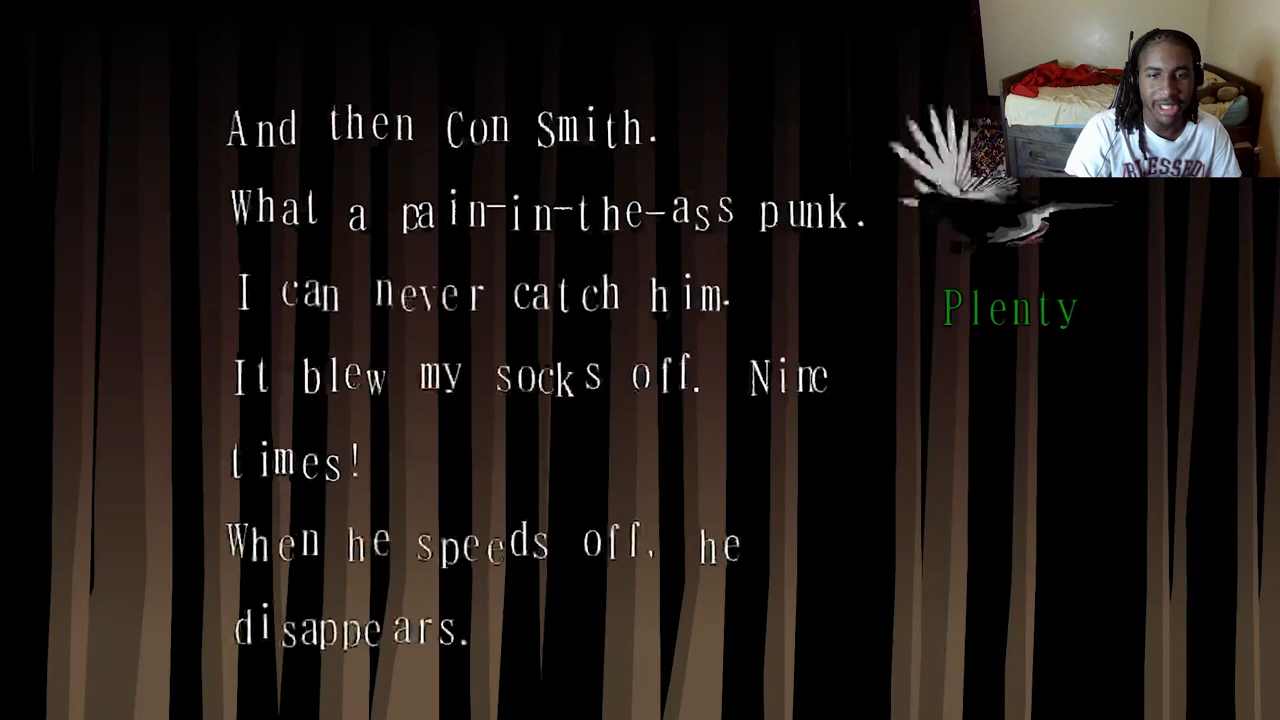 And then Con Smith.
What a pain-in-the-ass punk.
I can never catch him.
It blew my socks off. Nine
times!
When he speeds off, he
disappears.
Plenty
BLESSED